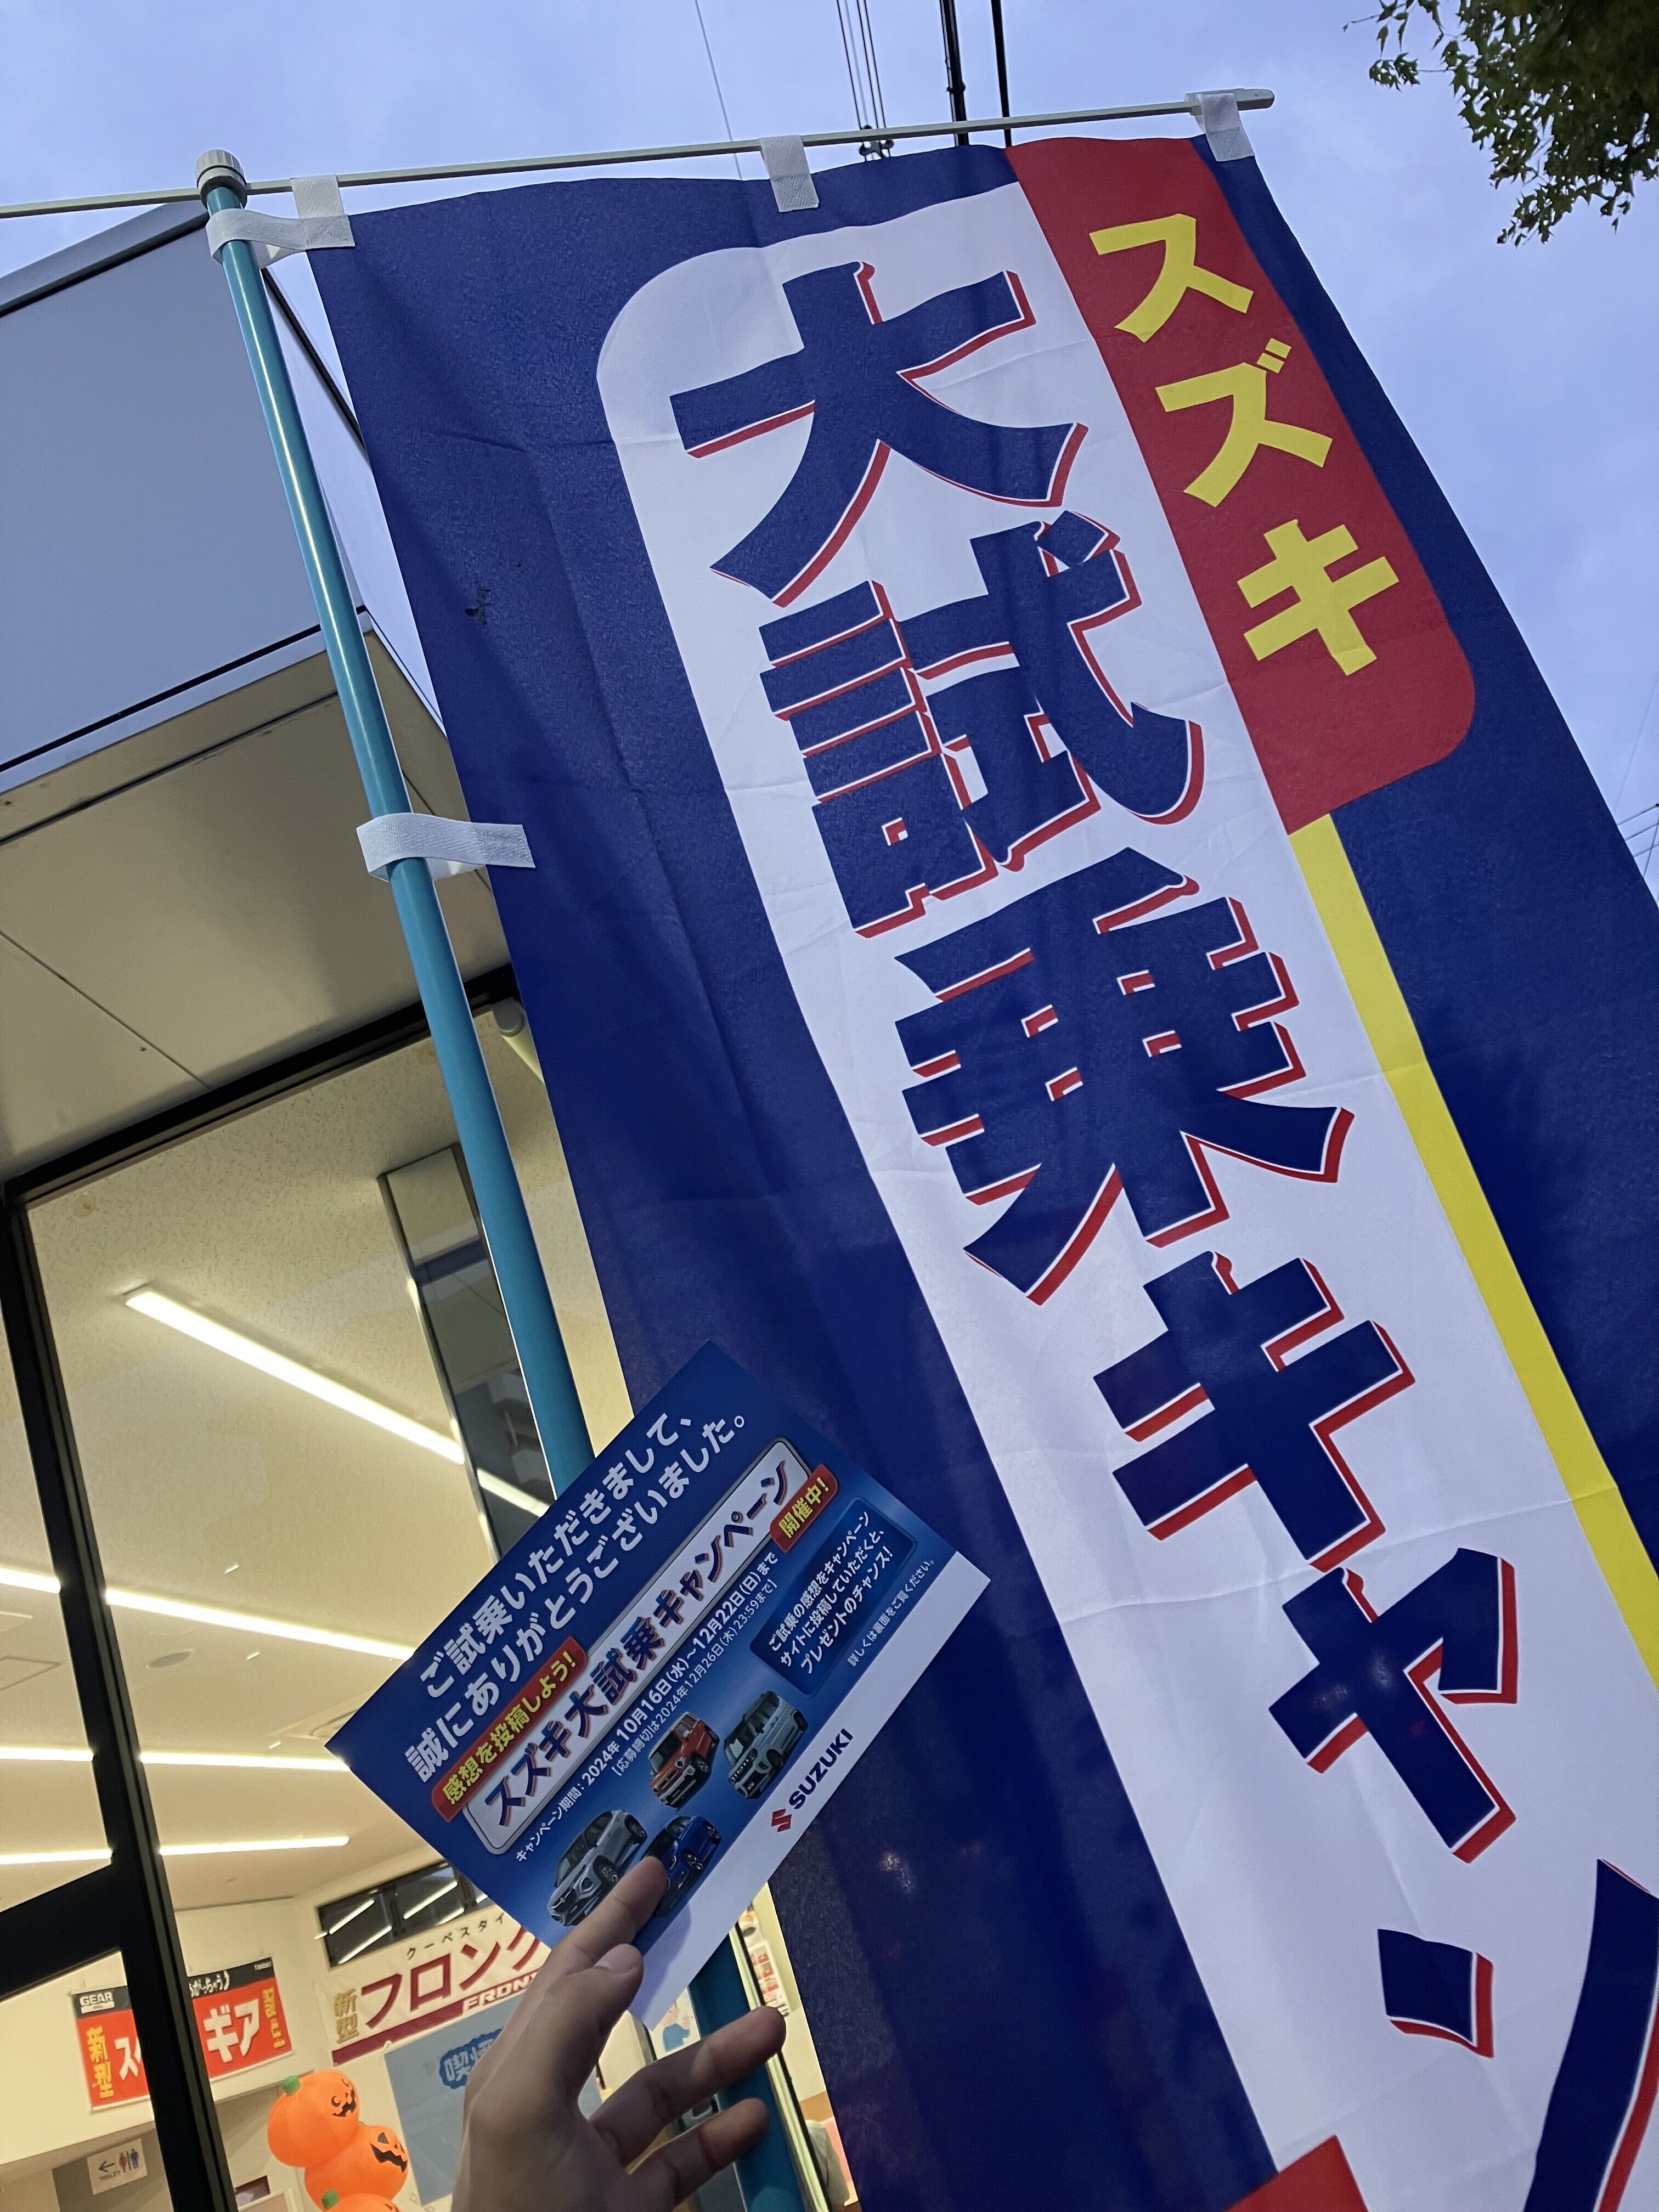 スズキ
大試乗キャン
ご試乗いただきまして、
誠にありがとうございました。
感想を投稿しよう!
スズキ大試乗キャンペーン
開催中!
キャンペーン期間:2024年 10月16日(水)~12月22日(日)まで
[応募締切は2024年12月26日(木)23:59まで]
ご試乗の感想をキャンペーン
サイトに投稿していただくと、
プレゼントのチャンス!
詳しくは裏面をご覧ください。
SUZUKI
クーペスタイ
新型
フロンク
FRON
GEAR
新型
ス
ギア
喫
TOILET